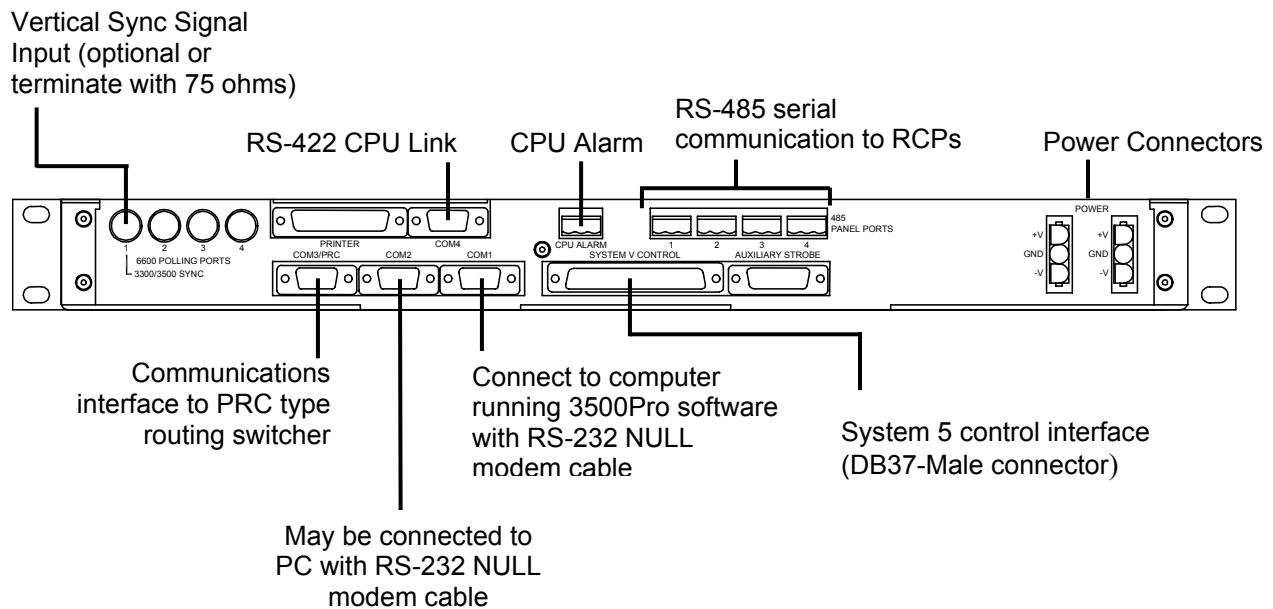 Vertical Sync Signal
Input (optional or
terminate with 75 ohms)
RS-422 CPU Link
CPU Alarm
RS-485 serial
communication to RCPs
Power Connectors
POWER
+V
GND
-V
+V
GND
-V
1
2
3
4
6600 POLLING PORTS
3300/3500 SYNC
PRINTER
COM4
CPU ALARM
1
2
3
4
485
PANEL PORTS
COM3/PRC
COM2
COM1
SYSTEM V CONTROL
AUXILIARY STROBE
Communications
interface to PRC type
routing switcher
Connect to computer
running 3500Pro software
with RS-232 NULL
modem cable
System 5 control interface
(DB37-Male connector)
May be connected to
PC with RS-232 NULL
modem cable